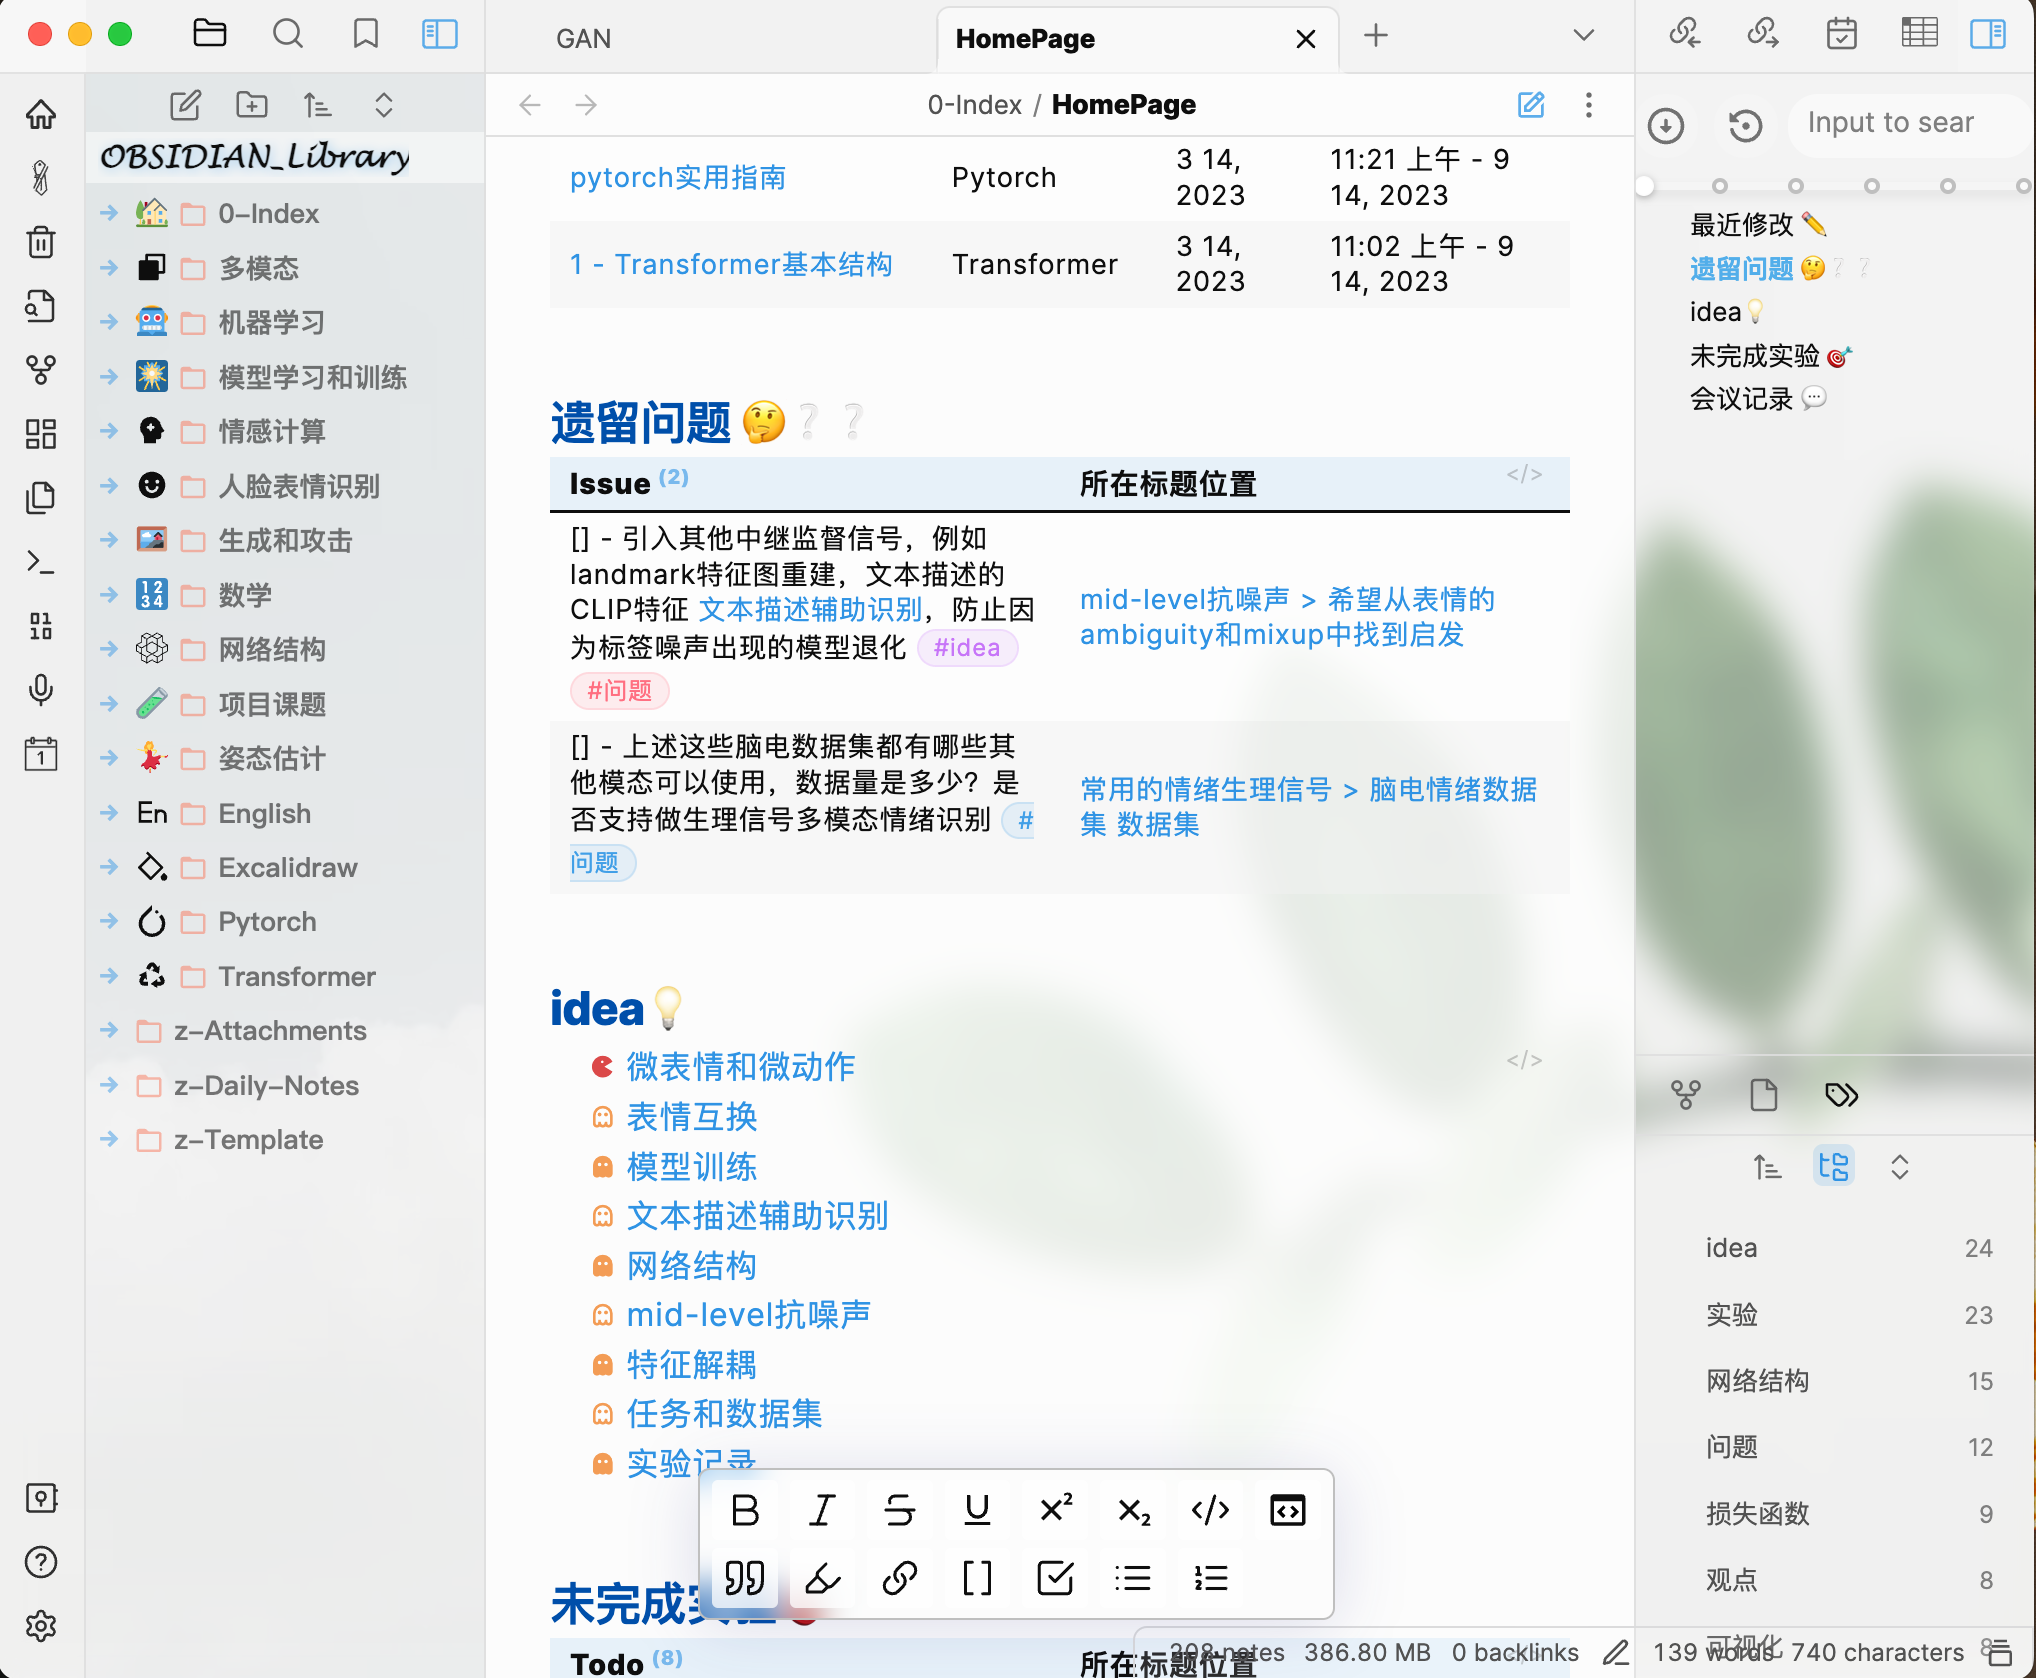 GAN
HomePage
0-Index / HomePage
Input to sear
OBSIDIAN_Library
0-Index
多模态
机器学习
模型学习和训练
情感计算
人脸表情识别
生成和攻击
数学
网络结构
项目课题
姿态估计
En English
Excalidraw
Pytorch
Transformer
z-Attachments
z-Daily-Notes
z-Template
pytorch实用指南 Pytorch 3 14, 2023 11:21 上午 - 9 14, 2023
1 - Transformer基本结构 Transformer 3 14, 2023 11:02 上午 - 9 14, 2023
遗留问题🤔❔❔
Issue (2) 所在标题位置 </>
[] - 引入其他中继监督信号，例如
landmark特征图重建，文本描述的
CLIP特征 文本描述辅助识别，防止因
为标签噪声出现的模型退化 #idea
#问题
mid-level抗噪声 > 希望从表情的
ambiguity和mixup中找到启发
[] - 上述这些脑电数据集都有哪些其
他模态可以使用，数据量是多少？是
否支持做生理信号多模态情绪识别 #
问题
常用的情绪生理信号 > 脑电情绪数据
集 数据集
idea💡
</>
微表情和微动作
表情互换
模型训练
文本描述辅助识别
网络结构
mid-level抗噪声
特征解耦
任务和数据集
实验记录
未完成实验
Todo (8) 所在标题位置
最近修改✏️
遗留问题🤔❔❔
idea💡
未完成实验🎯
会议记录💬
idea 24
实验 23
网络结构 15
问题 12
损失函数 9
观点 8
可视化 8
notes 386.80 MB 0 backlinks 139 words 740 characters